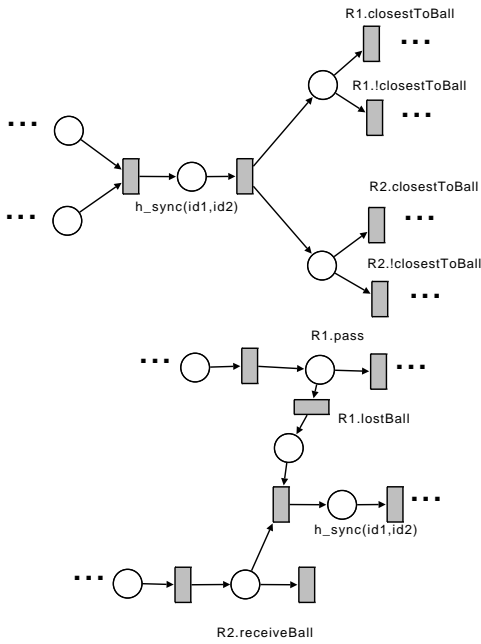 R1.closestToBall
...
R1.!closestToBall
...
...
h_sync(id1,id2)
R2.closestToBall
...
...
R2.!closestToBall
...
R1.pass
...
...
R1.lostBall
...
h_sync(id1,id2)
...
R2.receiveBall